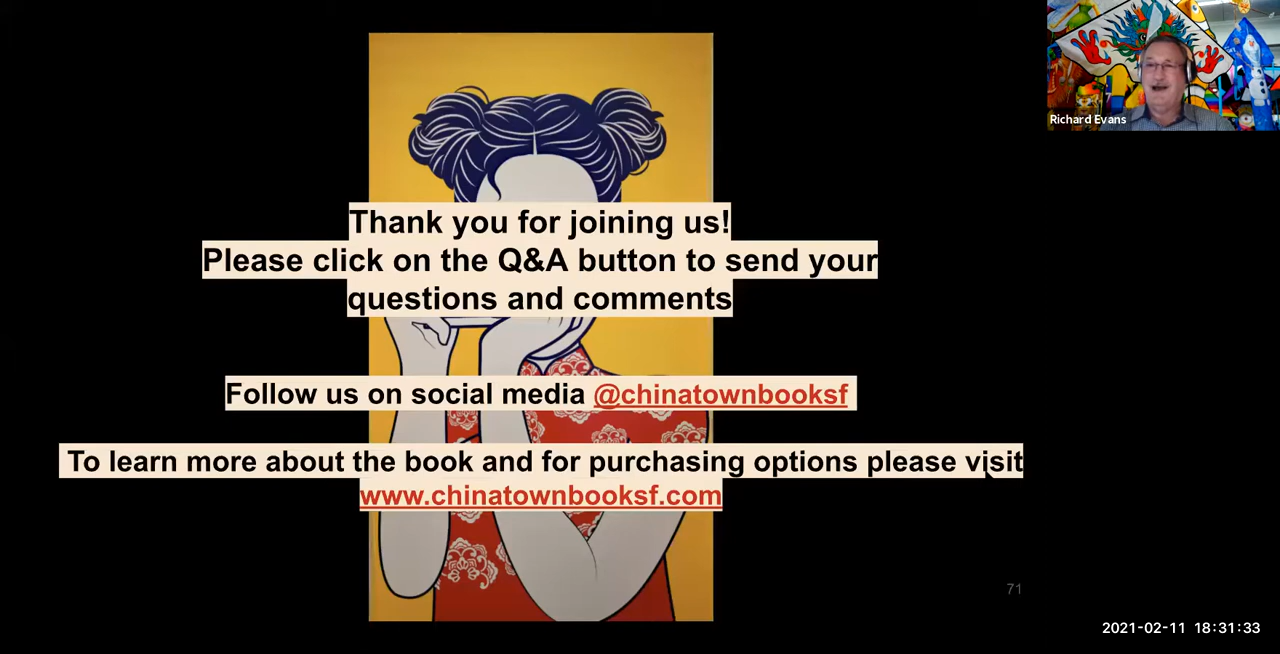 Richard Evans
Thank you for joining us!
Please click on the Q&A button to send your
questions and comments
Follow us on social media @chinatownbooksf
To learn more about the book and for purchasing options please visit
www.chinatownbooksf.com
71
2021-02-11 18:31:33